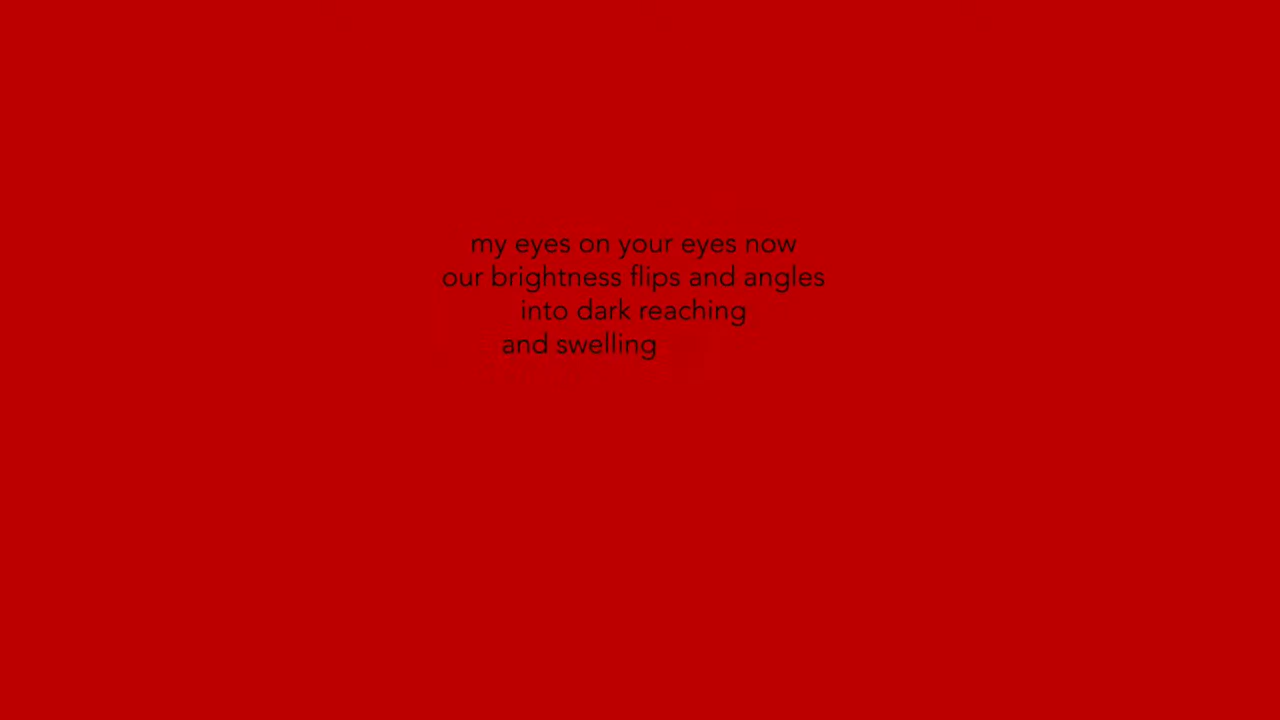 my eyes on your eyes now
our brightness flips and angles
into dark reaching
and swelling